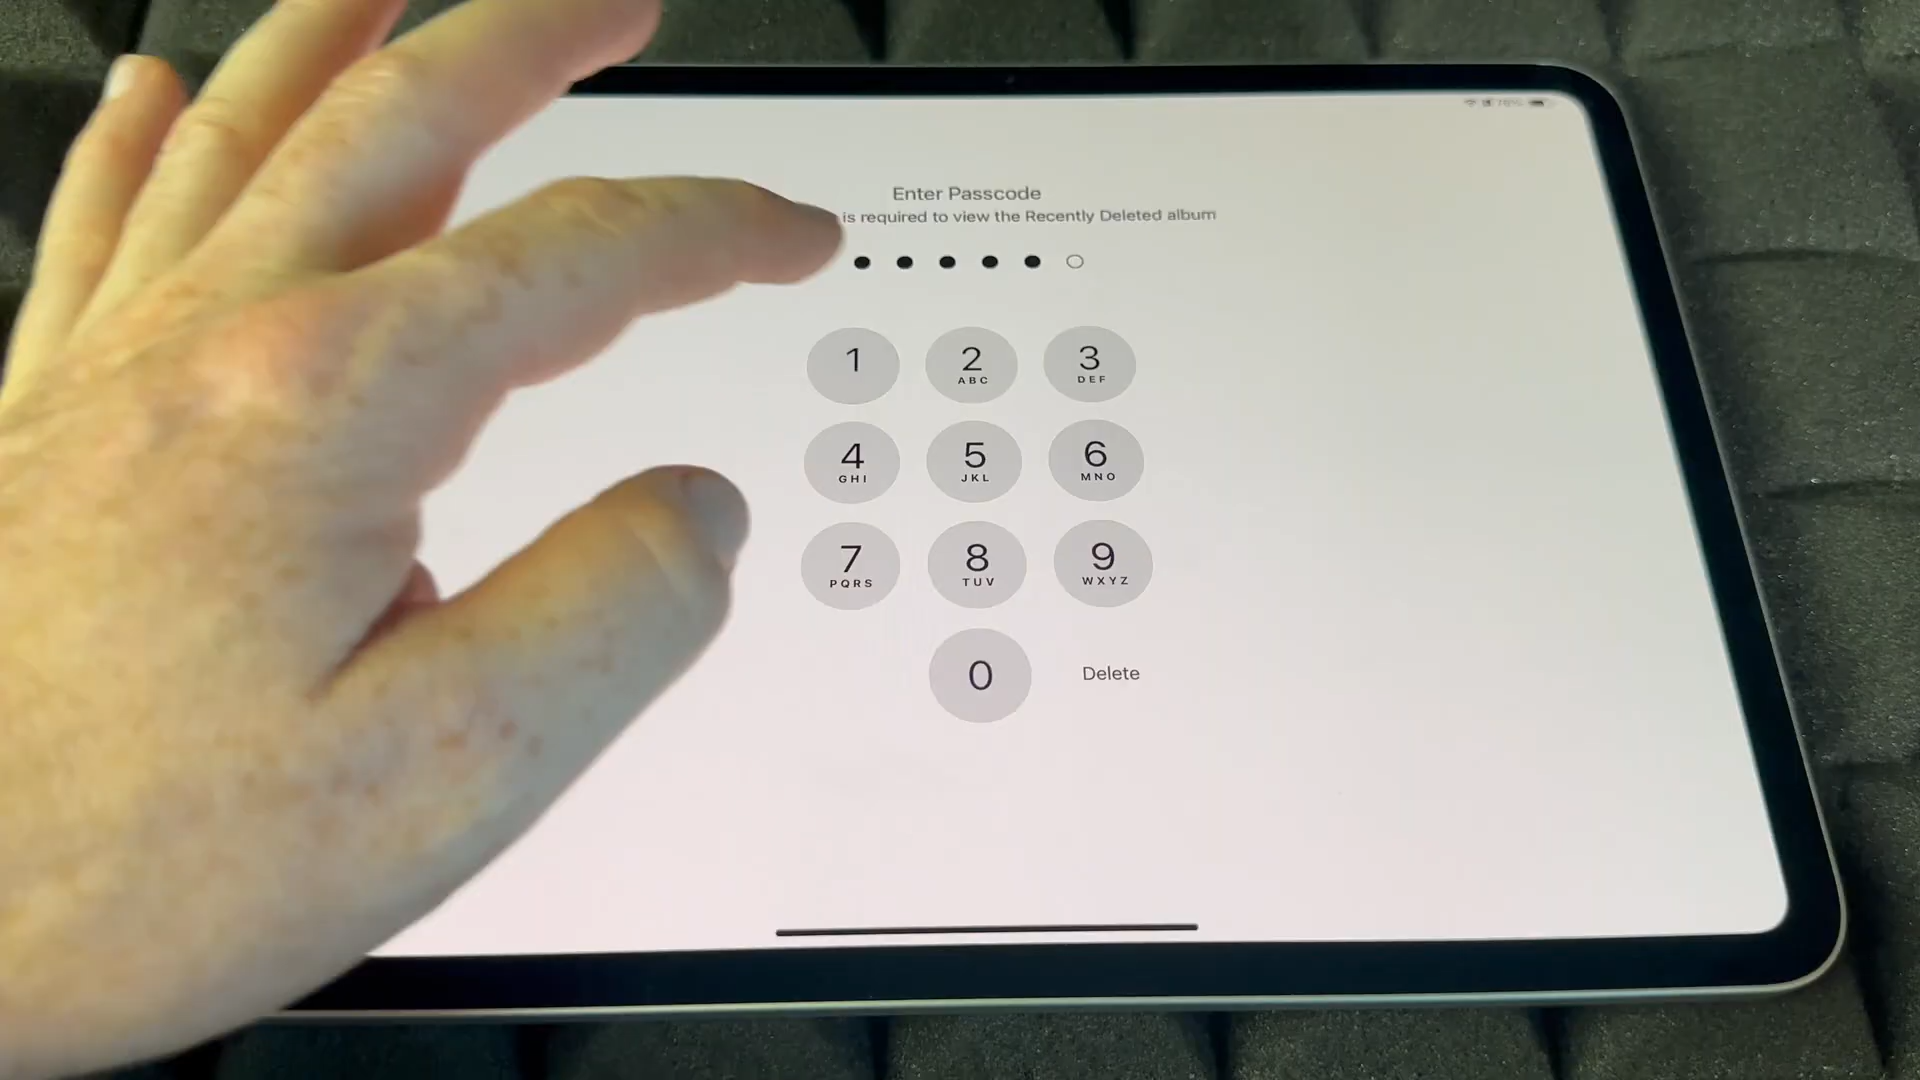 78%
Enter Passcode
is required to view the Recently Deleted album
1
2
ABC
3
DEF
4
GHI
5
JKL
6
MNO
7
PQRS
8
TUV
9
WXYZ
0
Delete